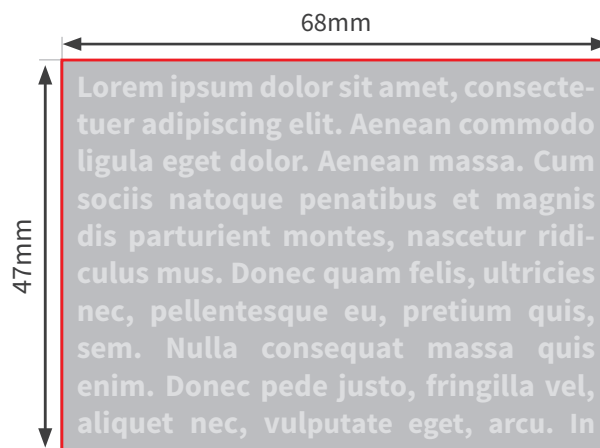 68mm
47mm
Lorem ipsum dolor sit amet, consecte-
tuer adipiscing elit. Aenean commodo
ligula eget dolor. Aenean massa. Cum
sociis natoque penatibus et magnis
dis parturient montes, nascetur ridi-
culus mus. Donec quam felis, ultricies
nec, pellentesque eu, pretium quis,
sem. Nulla consequat massa quis
enim. Donec pede justo, fringilla vel,
aliquet nec, vulputate eget, arcu. In